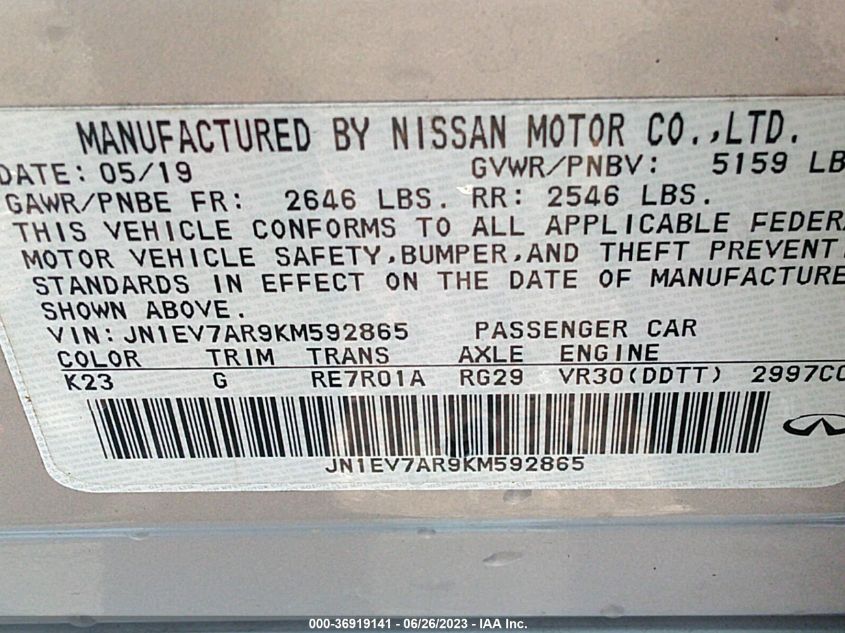 MANUFACTURED BY NISSAN MOTOR CO.,LTD.
DATE: 05/19 GVWR/PNBV: 5159 LB
GAWR/PNBE FR: 2646 LBS. RR: 2546 LBS.
THIS VEHICLE CONFORMS TO ALL APPLICABLE FEDERA
MOTOR VEHICLE SAFETY,BUMPER,AND THEFT PREVENT
STANDARDS IN EFFECT ON THE DATE OF MANUFACTURE
SHOWN ABOVE.
VIN: JN1EV7AR9KM592865 PASSENGER CAR
COLOR TRIM TRANS AXLE ENGINE
K23 G RE7R01A RG29 VR30(DDTT) 2997CC
JN1EV7AR9KM592865
000-36919141 - 06/26/2023 - IAA Inc.